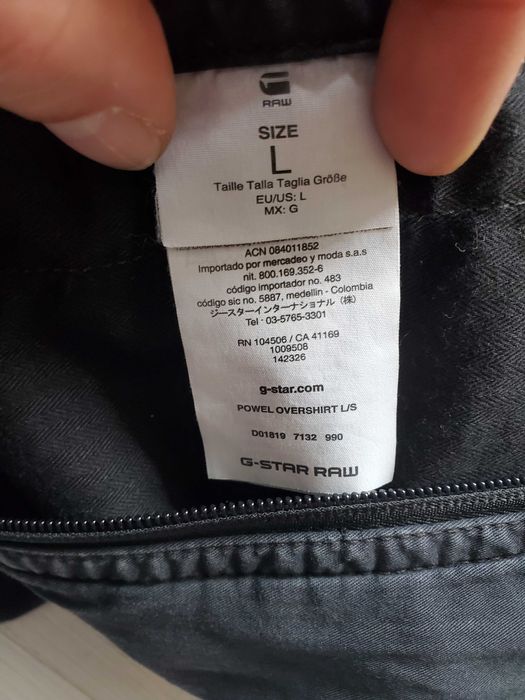 RAW
SIZE
L
Taille Talla Taglia Größe
EU/US: L
MX: G
ACN 084011852
Importado por mercadeo y moda s.a.s
nit. 800.169.352-6
código importador no. 483
código sic no. 5887, medellin - Colombia
ジースターインターナショナル (株)
Tel · 03-5765-3301
RN 104506 / CA 41169
1009508
142326
g-star.com
POWEL OVERSHIRT L/S
D01819 7132 990
G-STAR RAW